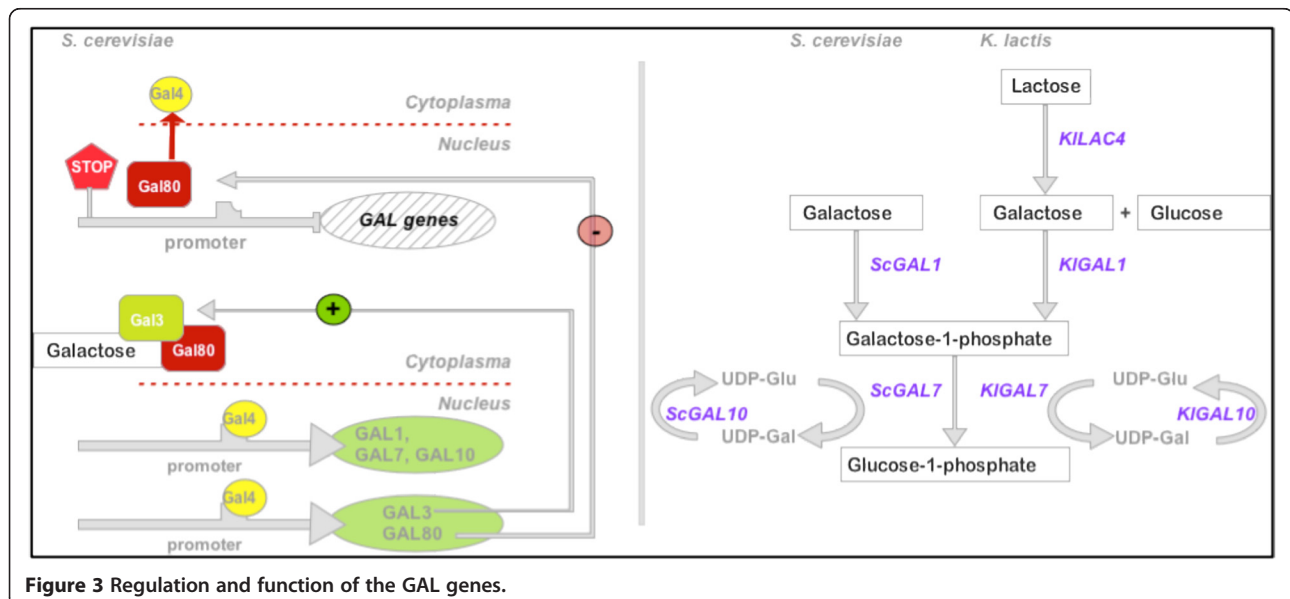 S. cerevisiae
Gal4
Cytoplasma
Nucleus
STOP
Gal80
GAL genes
promoter
-
+
Gal3
Galactose
Gal80
Cytoplasma
Nucleus
Gal4
GAL1,
GAL7, GAL10
promoter
Gal4
GAL3
GAL80
promoter
S. cerevisiae
K. lactis
Lactose
KlLAC4
Galactose
Galactose
+
Glucose
ScGAL1
KlGAL1
Galactose-1-phosphate
UDP-Glu
ScGAL10
UDP-Gal
ScGAL7
KlGAL7
UDP-Glu
KlGAL10
UDP-Gal
Glucose-1-phosphate
Figure 3 Regulation and function of the GAL genes.